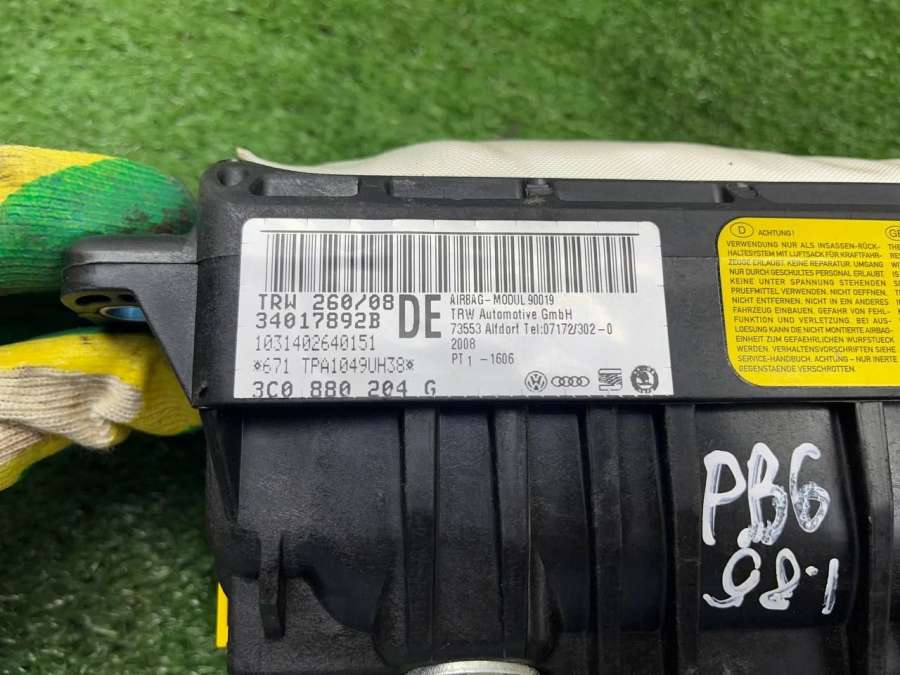 TRW 260/08
34017892B
DE
1031402640151
*671 TPA1049UH38*
3C0 880 204 G
AIRBAG-MODUL 90019
TRW Automotive GmbH
73553 Alfdorf Tel:07172/302-0
2008
PT 1 -1606
D ACHTUNG!
VERWENDUNG NUR ALS INSASSEN-RÜCK-
HALTESYSTEM MIT LUFTSACK FÜR KRAFTFAHR-
ZEUGE ERLAUBT. KEINE REPARATUR. UMGANG
NUR DURCH GESCHULTES PERSONAL ERLAUBT.
KEINE UNTER SPANNUNG STEHENDEN
PRUEFMITTEL VERWENDEN. NICHT ÖFFNEN,
NICHT ENTFERNEN, NICHT IN EIN ANDERES
FAHRZEUG EINBAUEN. GEFAHR VON FEHL-
FUNKTION UND VERLETZUNG. BEI AUS-
LOESUNG KANN DIE NICHT MONTIERTE AIRBAG-
EINHEIT ZUM GEFÄHRLICHEN WURFSTUECK
WERDEN. VERHALTENSVORSCHRIFTEN SIEHE
SERVICE-HANDBUCH. ACHTUNG - NUR INERTE
GEGENSTAENDE VERSCHROTTEN.
PB6